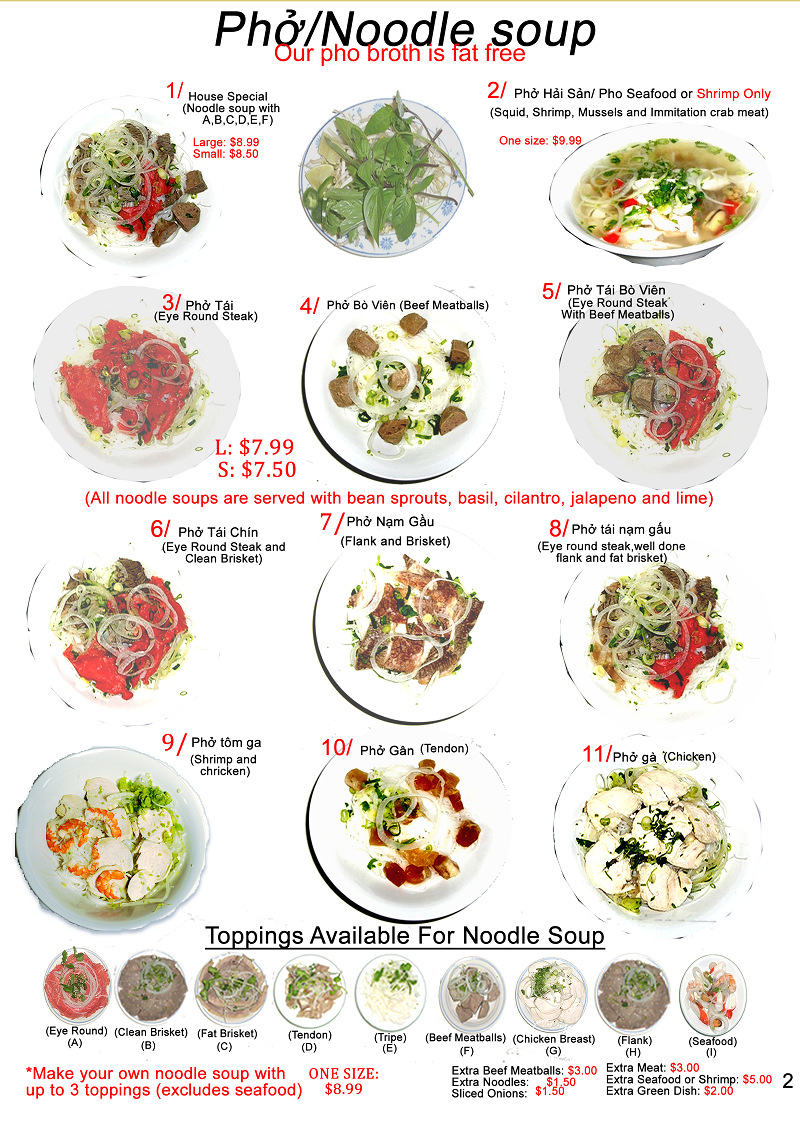 Phở/Noodle soup
Our pho broth is fat free
1/ House Special
(Noodle soup with
A,B,C,D,E,F)
Large: $8.99
Small: $8.50
2/ Phở Hải Sản/ Pho Seafood or Shrimp Only
(Squid, Shrimp, Mussels and Immitation crab meat)
One size: $9.99
3/ Phở Tái
(Eye Round Steak)
4/ Phở Bò Viên (Beef Meatballs)
5/ Phở Tái Bò Viên
(Eye Round Steak
With Beef Meatballs)
L: $7.99
S: $7.50
(All noodle soups are served with bean sprouts, basil, cilantro, jalapeno and lime)
6/ Phở Tái Chín
(Eye Round Steak and
Clean Brisket)
7/ Phở Nạm Gầu
(Flank and Brisket)
8/ Phở tái nạm gấu
(Eye round steak,well done
flank and fat brisket)
9/ Phở tôm ga
(Shrimp and
chricken)
10/ Phở Gân (Tendon)
11/ Phở gà (Chicken)
Toppings Available For Noodle Soup
(Eye Round)
(A)
(Clean Brisket)
(B)
(Fat Brisket)
(C)
(Tendon)
(D)
(Tripe)
(E)
(Beef Meatballs)
(F)
(Chicken Breast)
(G)
(Flank)
(H)
(Seafood)
(I)
*Make your own noodle soup with
up to 3 toppings (excludes seafood)
ONE SIZE:
$8.99
Extra Beef Meatballs: $3.00
Extra Noodles: $1.50
Sliced Onions: $1.50
Extra Meat: $3.00
Extra Seafood or Shrimp: $5.00
Extra Green Dish: $2.00
2